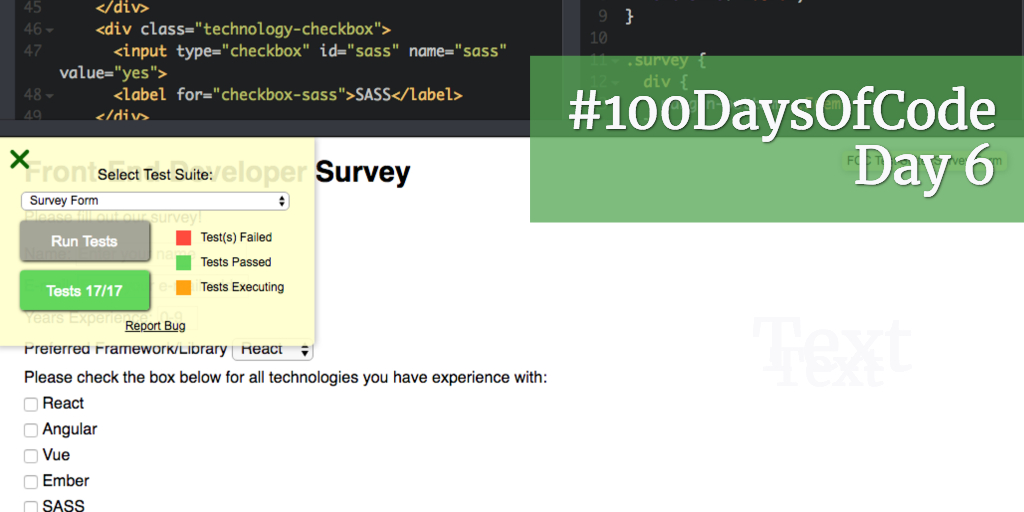 45 </div>
46 <div class="technology-checkbox">
47 <input type="checkbox" id="sass" name="sass"
value="yes">
48 <label for="checkbox-sass">SASS</label>
49 </div>
9 }
10
11 .survey {
12 div {
#100DaysOfCode
Day 6
Front-End Developer Survey
Select Test Suite:
Survey Form
Please fill out our survey!
Run Tests
Test(s) Failed
Tests Passed
Tests 17/17
Tests Executing
Years Experience: 0-9
Report Bug
Preferred Framework/Library React
Please check the box below for all technologies you have experience with:
React
Angular
Vue
Ember
SASS
Text
Text